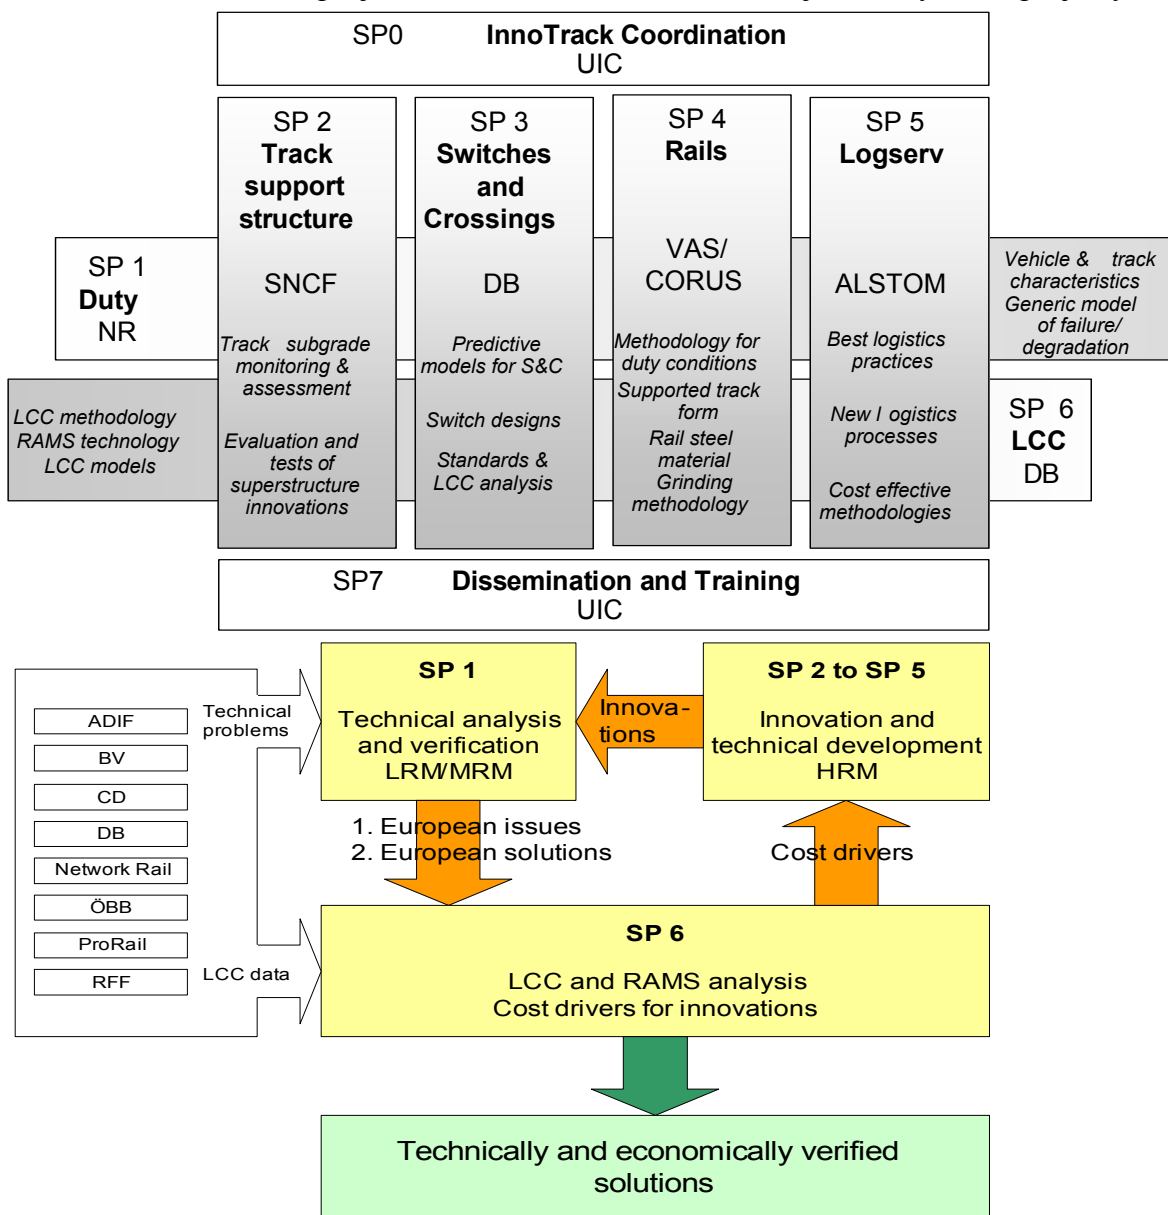 SP0 InnoTrack Coordination
UIC
SP 2
Track
support
structure
SNCF
Track subgrade
monitoring &
assessment
Evaluation and
tests of
superstructure
innovations
SP 3
Switches
and
Crossings
DB
Predictive
models for S&C
Switch designs
Standards &
LCC analysis
SP 4
Rails
VAS/
CORUS
Methodology for
duty conditions
Supported track
form
Rail steel
material
Grinding
methodology
SP 5
Logserv
ALSTOM
Best logistics
practices
New l ogistics
processes
Cost effective
methodologies
SP 1
Duty
NR
Vehicle & track
characteristics
Generic model
of failure/
degradation
LCC methodology
RAMS technology
LCC models
SP 6
LCC
DB
SP7 Dissemination and Training
UIC
ADIF
BV
CD
DB
Network Rail
ÖBB
ProRail
RFF
Technical
problems
LCC data
SP 1
Technical analysis
and verification
LRM/MRM
Innova-
tions
SP 2 to SP 5
Innovation and
technical development
HRM
1. European issues
2. European solutions
Cost drivers
SP 6
LCC and RAMS analysis
Cost drivers for innovations
Technically and economically verified
solutions